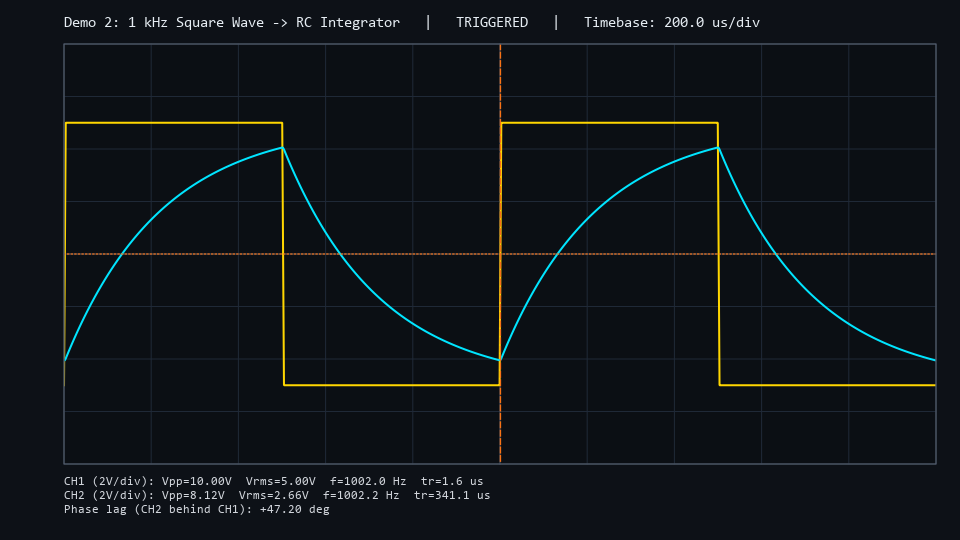 Demo 2: 1 kHz Square Wave -> RC Integrator | TRIGGERED | Timebase: 200.0 us/div
CH1 (2V/div): Vpp=10.00V Vrms=5.00V f=1002.0 Hz tr=1.6 us
CH2 (2V/div): Vpp=8.12V Vrms=2.66V f=1002.2 Hz tr=341.1 us
Phase lag (CH2 behind CH1): +47.20 deg